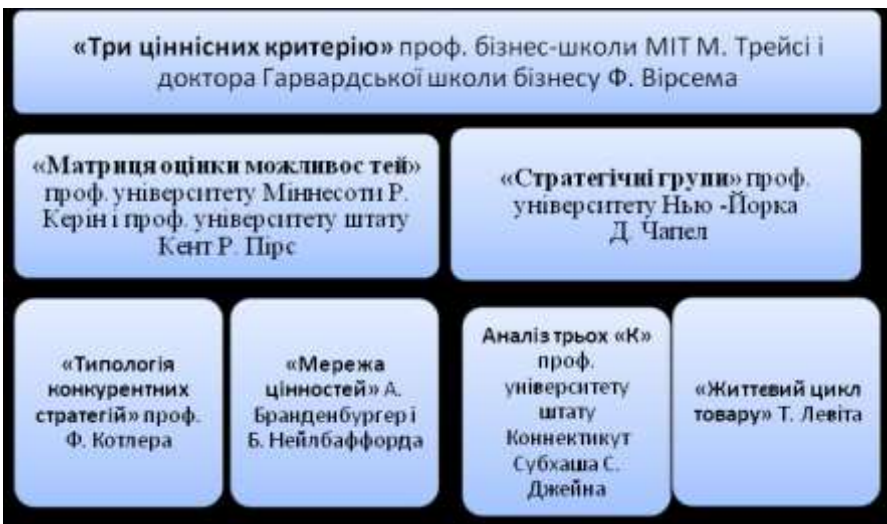 «Три ціннісних критерію» проф. бізнес-школи МІТ М. Трейсі і
доктора Гарвардської школи бізнесу Ф. Вірсема
«Матриця оцінки можливос тей»
проф. університету Міннесоти Р.
Керін і проф. університету штату
Кент Р. Пірс
«Стратегічні групи» проф.
університету Нью -Йорка
Д. Чапел
«Типологія
конкурентних
стратегій» проф.
Ф. Котлера
«Мережа
цінностей» А.
Бранденбургер і
Б. Нейлбаффорда
Аналіз трьох «К»
проф.
університету
штату
Коннектикут
Субхаша С.
Джейна
«Життєвий цикл
товару» Т. Левіта